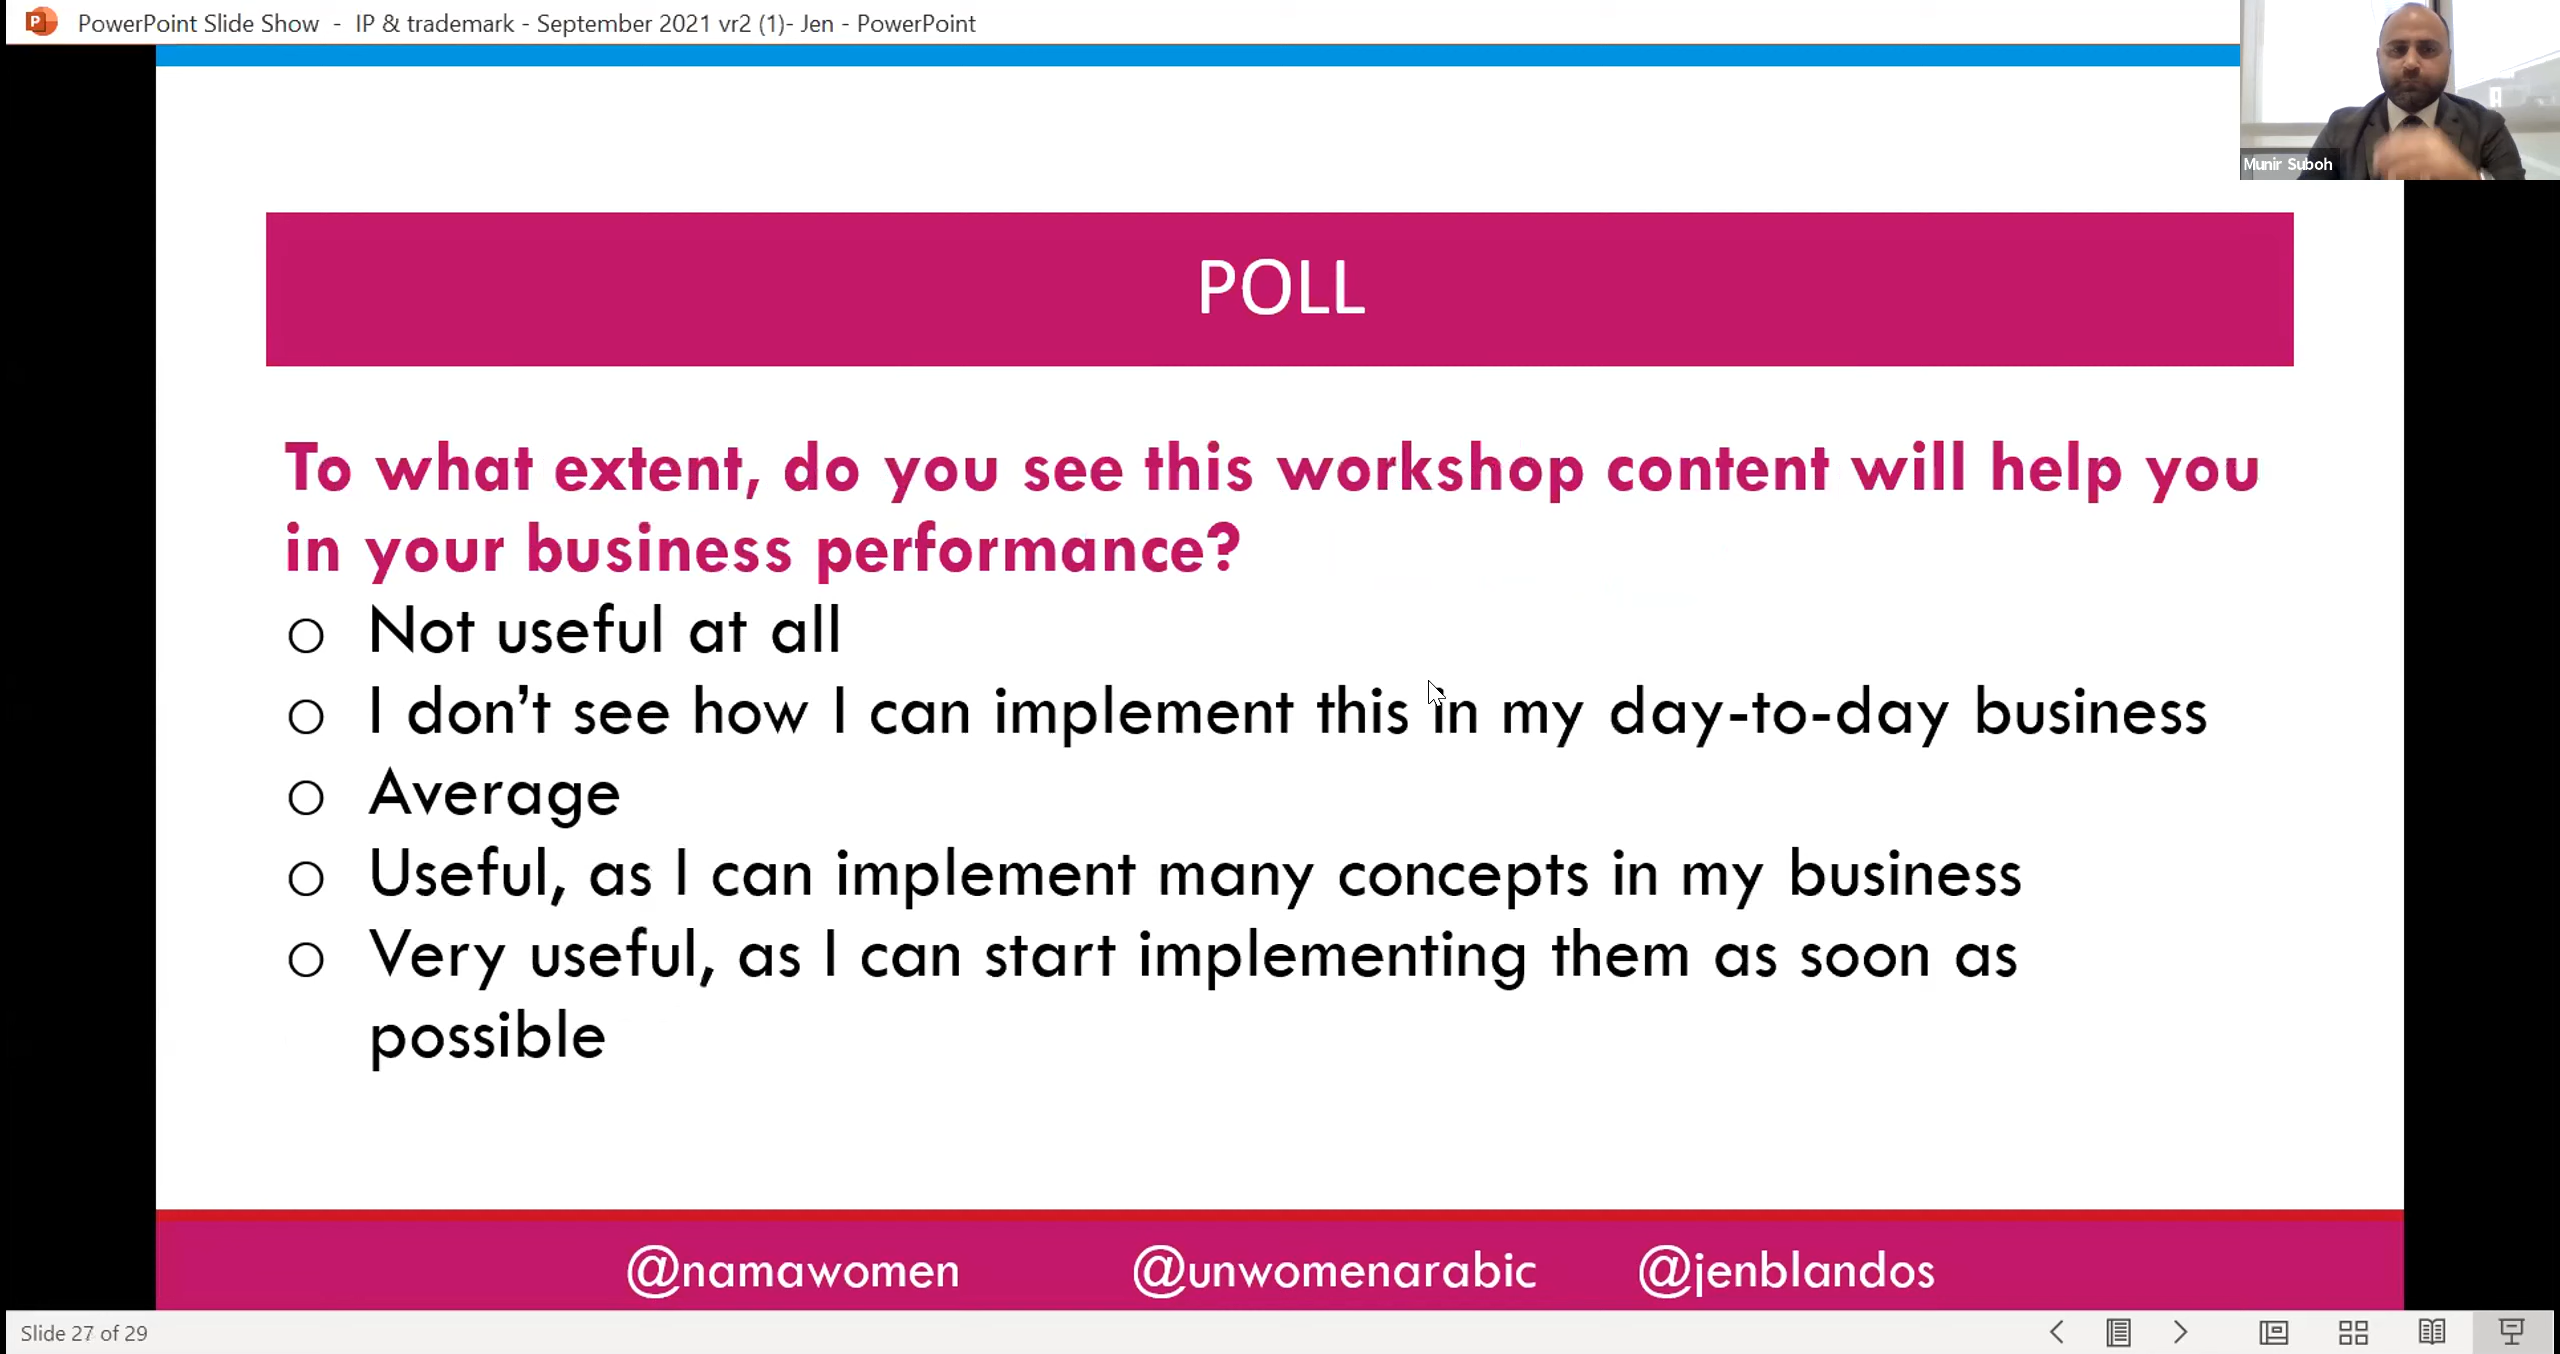 PowerPoint Slide Show - IP & trademark - September 2021 vr2 (1)- Jen - PowerPoint
Munir Suboh
POLL
To what extent, do you see this workshop content will help you
in your business performance?
o Not useful at all
o I don’t see how I can implement this in my day-to-day business
o Average
o Useful, as I can implement many concepts in my business
o Very useful, as I can start implementing them as soon as
possible
@namawomen @unwomenarabic @jenblandos
Slide 27 of 29